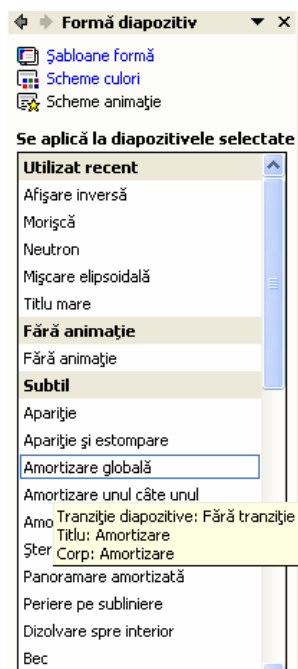 Formă diapozitiv
Șabloane formă
Scheme culori
Scheme animație
Se aplică la diapozitivele selectate
Utilizat recent
Afișare inversă
Morișcă
Neutron
Mișcare elipsoidală
Titlu mare
Fără animație
Fără animație
Subtil
Apariție
Apariție și estompare
Amortizare globală
Amortizare unul câte unul
Amo
Tranziție diapozitive: Fără tranziție
Titlu: Amortizare
Șter
Corp: Amortizare
Panoramare amortizată
Periere pe subliniere
Dizolvare spre interior
Bec